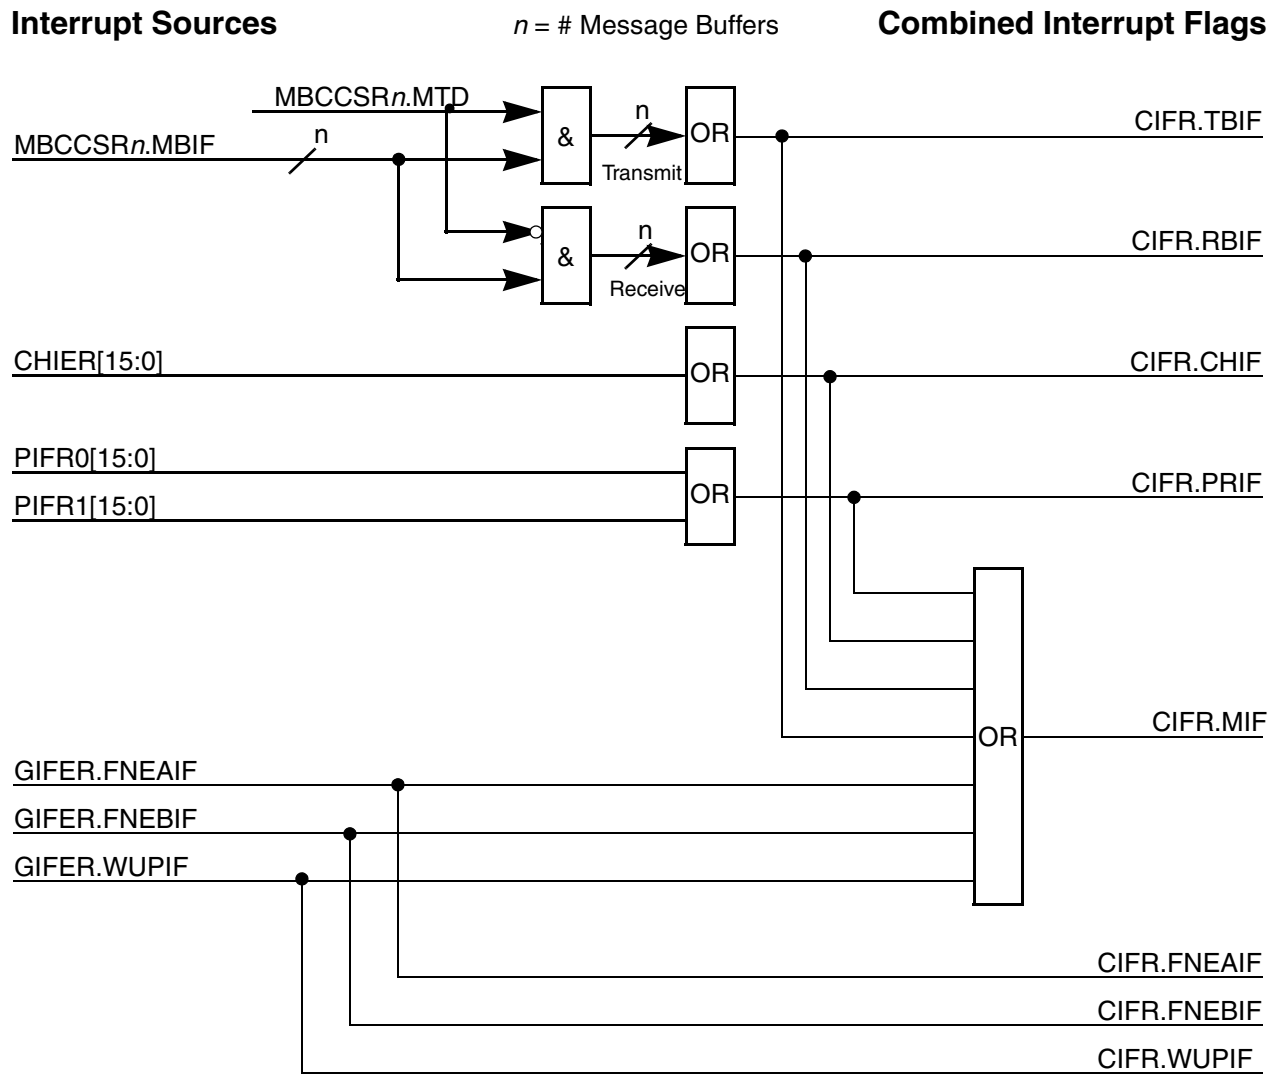 Interrupt Sources
n = # Message Buffers
Combined Interrupt Flags
MBCCSRn.MTD
MBCCSRn.MBIF
n
&
n
Transmit
OR
CIFR.TBIF
&
n
Receive
OR
CIFR.RBIF
CHIER[15:0]
OR
CIFR.CHIF
PIFR0[15:0]
PIFR1[15:0]
OR
CIFR.PRIF
OR
CIFR.MIF
GIFER.FNEAIF
GIFER.FNEBIF
GIFER.WUPIF
CIFR.FNEAIF
CIFR.FNEBIF
CIFR.WUPIF